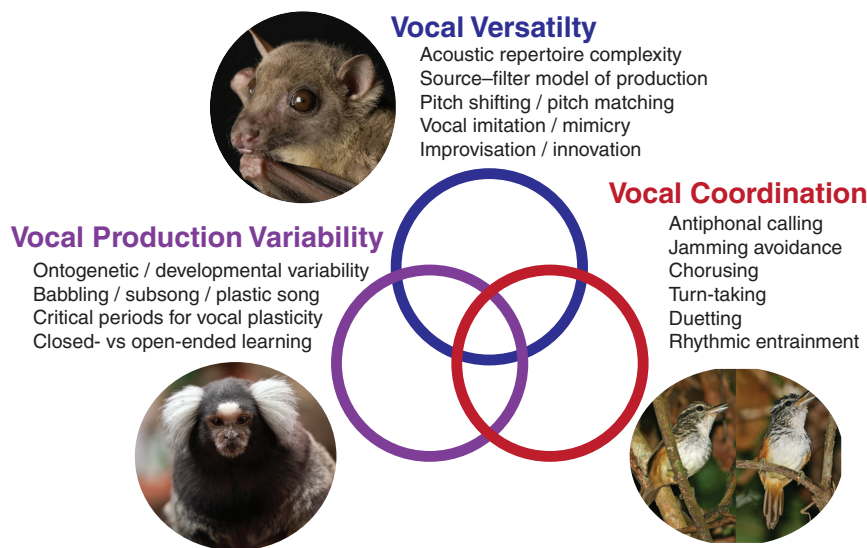 Vocal Versatilty
Acoustic repertoire complexity
Source–filter model of production
Pitch shifting / pitch matching
Vocal imitation / mimicry
Improvisation / innovation
Vocal Coordination
Antiphonal calling
Jamming avoidance
Chorusing
Turn-taking
Duetting
Rhythmic entrainment
Vocal Production Variability
Ontogenetic / developmental variability
Babbling / subsong / plastic song
Critical periods for vocal plasticity
Closed- vs open-ended learning